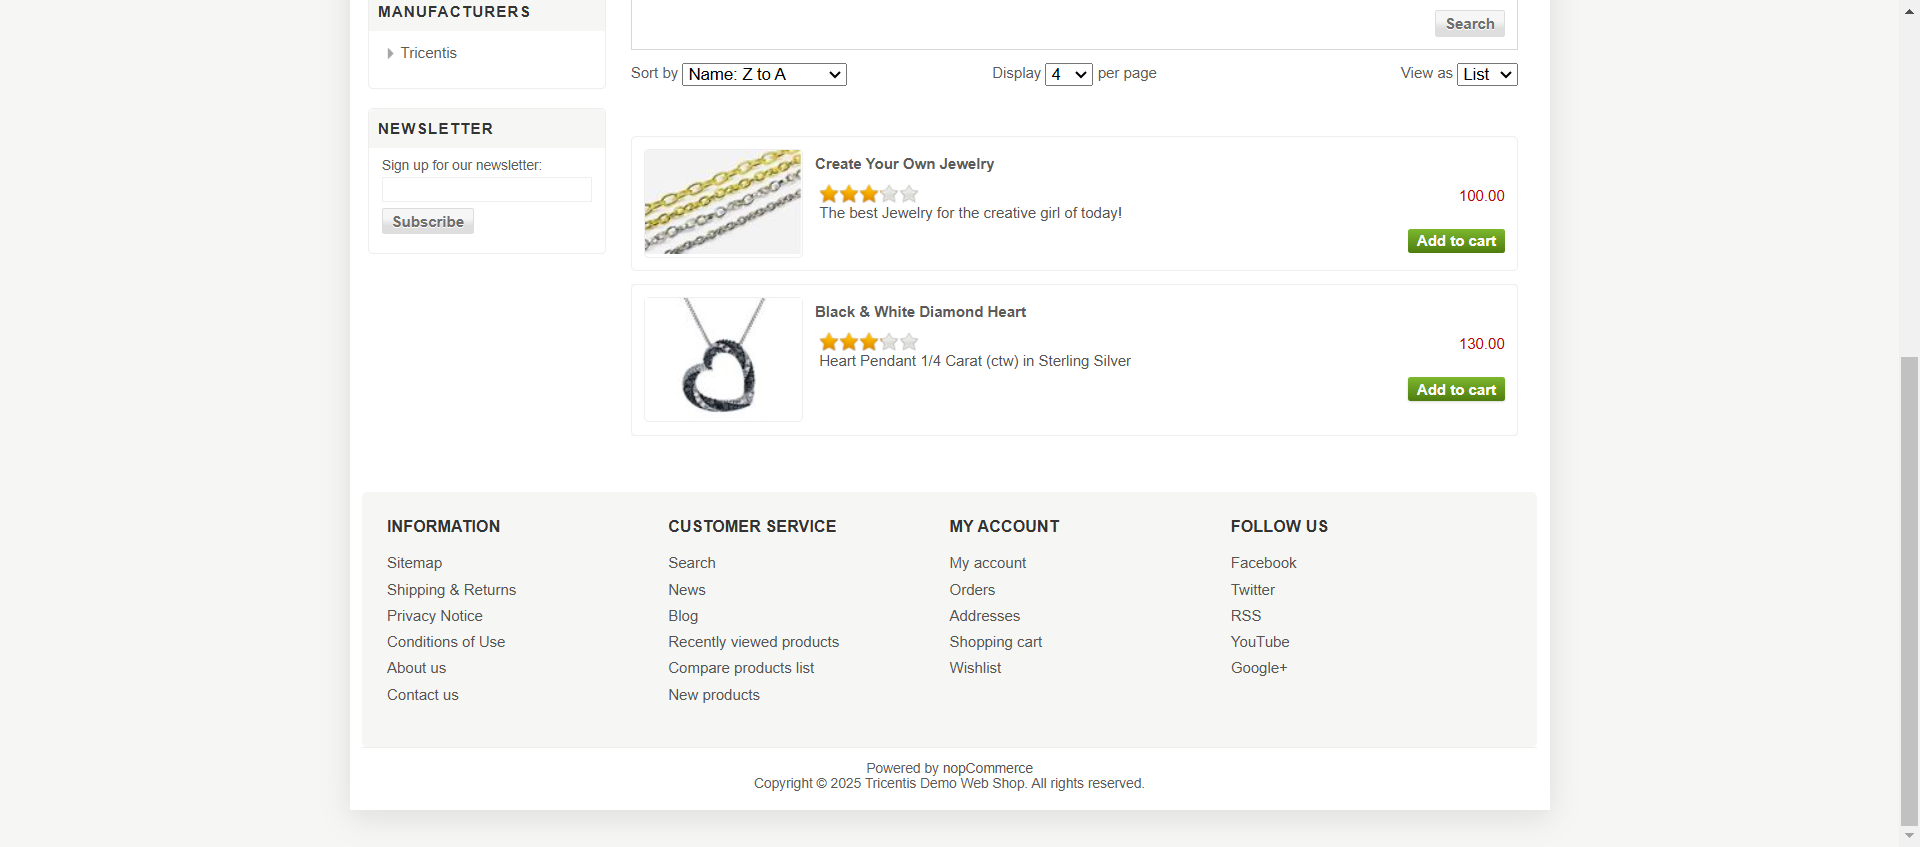 MANUFACTURERS
Tricentis
NEWSLETTER
Sign up for our newsletter:
Subscribe
Search
Sort by Name: Z to A
Display 4 per page
View as List
Create Your Own Jewelry
100.00
The best Jewelry for the creative girl of today!
Add to cart
Black & White Diamond Heart
130.00
Heart Pendant 1/4 Carat (ctw) in Sterling Silver
Add to cart
INFORMATION
Sitemap
Shipping & Returns
Privacy Notice
Conditions of Use
About us
Contact us
CUSTOMER SERVICE
Search
News
Blog
Recently viewed products
Compare products list
New products
MY ACCOUNT
My account
Orders
Addresses
Shopping cart
Wishlist
FOLLOW US
Facebook
Twitter
RSS
YouTube
Google+
Powered by nopCommerce
Copyright © 2025 Tricentis Demo Web Shop. All rights reserved.